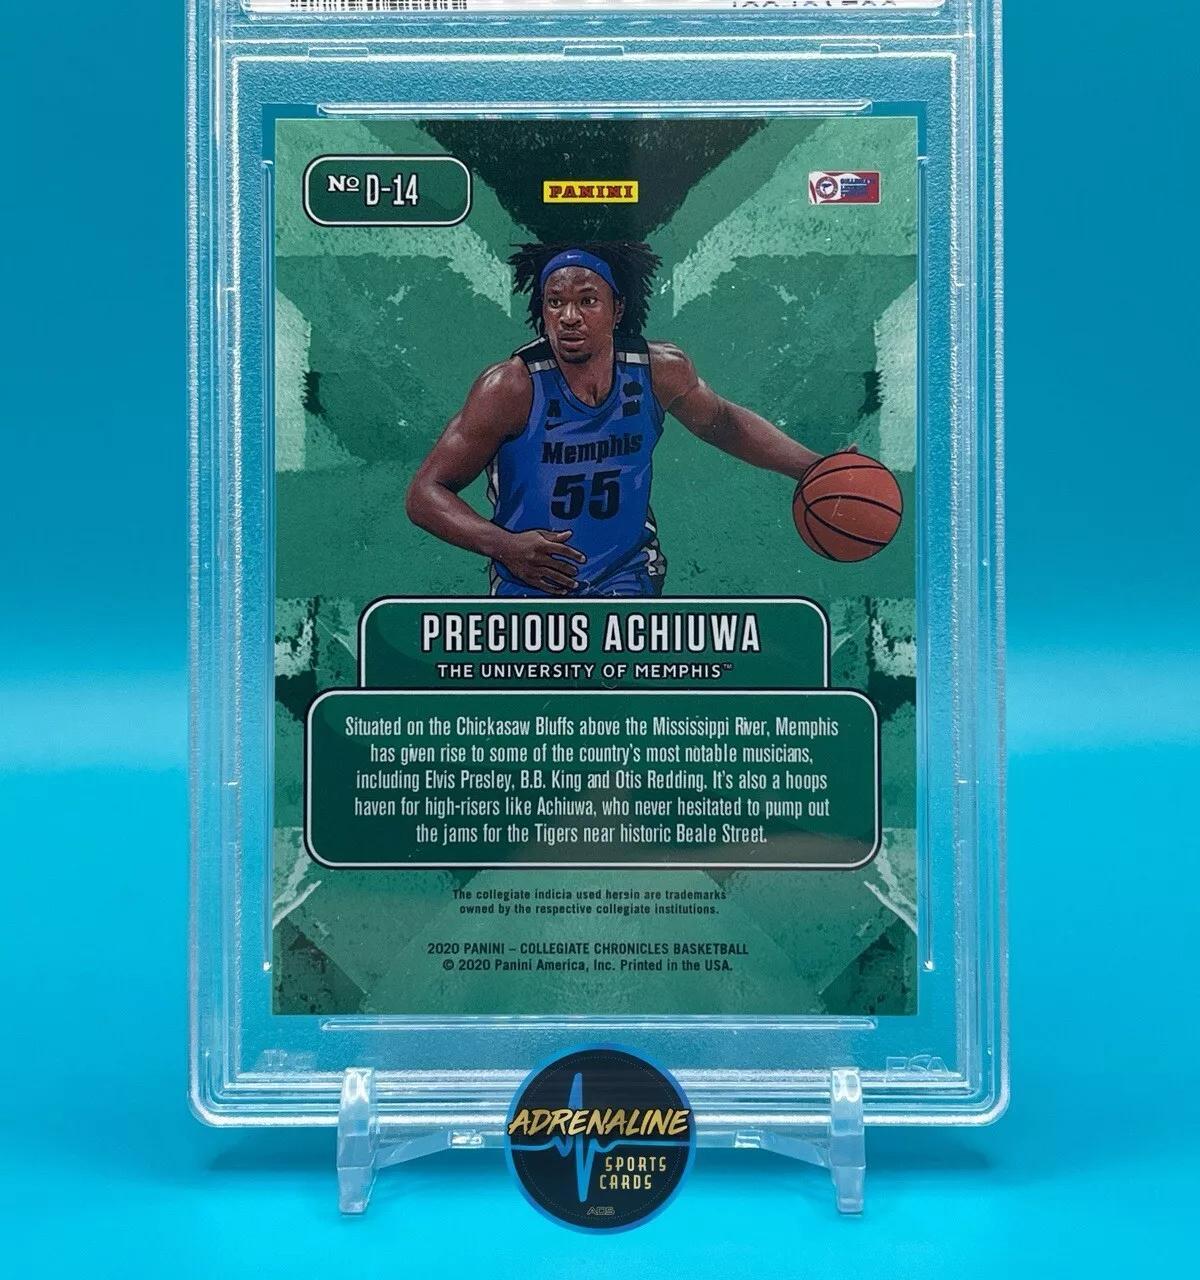 Nº D-14
PANINI
Memphis
55
PRECIOUS ACHIUWA
THE UNIVERSITY OF MEMPHIS™
Situated on the Chickasaw Bluffs above the Mississippi River, Memphis
has given rise to some of the country's most notable musicians,
including Elvis Presley, B.B. King and Otis Redding. It's also a hoops
haven for high-risers like Achiuwa, who never hesitated to pump out
the jams for the Tigers near historic Beale Street.
The collegiate indicia used herein are trademarks
owned by the respective collegiate institutions.
2020 PANINI – COLLEGIATE CHRONICLES BASKETBALL
© 2020 Panini America, Inc. Printed in the USA.
PSA
ADRENALINE
SPORTS
CARDS
ADS